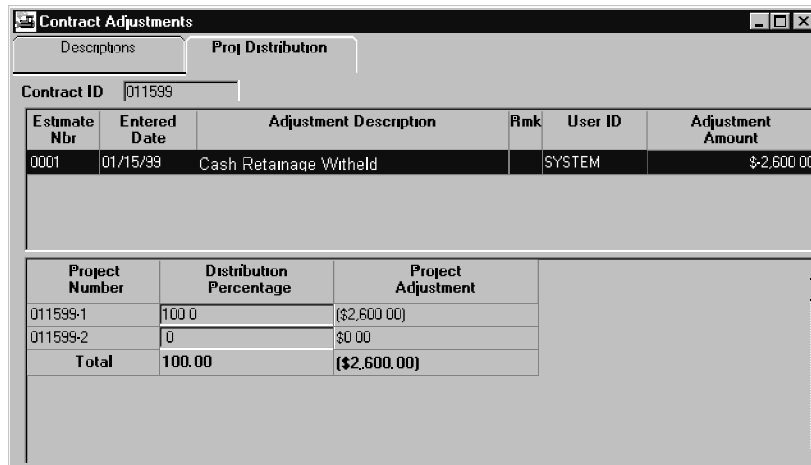 Contract Adjustments
Descriptions Proj Distribution
Contract ID 011599
Estimate Nbr Entered Date Adjustment Description Rmk User ID Adjustment Amount
0001 01/15/99 Cash Retainage Witheld SYSTEM $-2,600 00
Project Number Distribution Percentage Project Adjustment
011599-1 100 0 ($2,600 00)
011599-2 0 $0 00
Total 100.00 ($2,600.00)